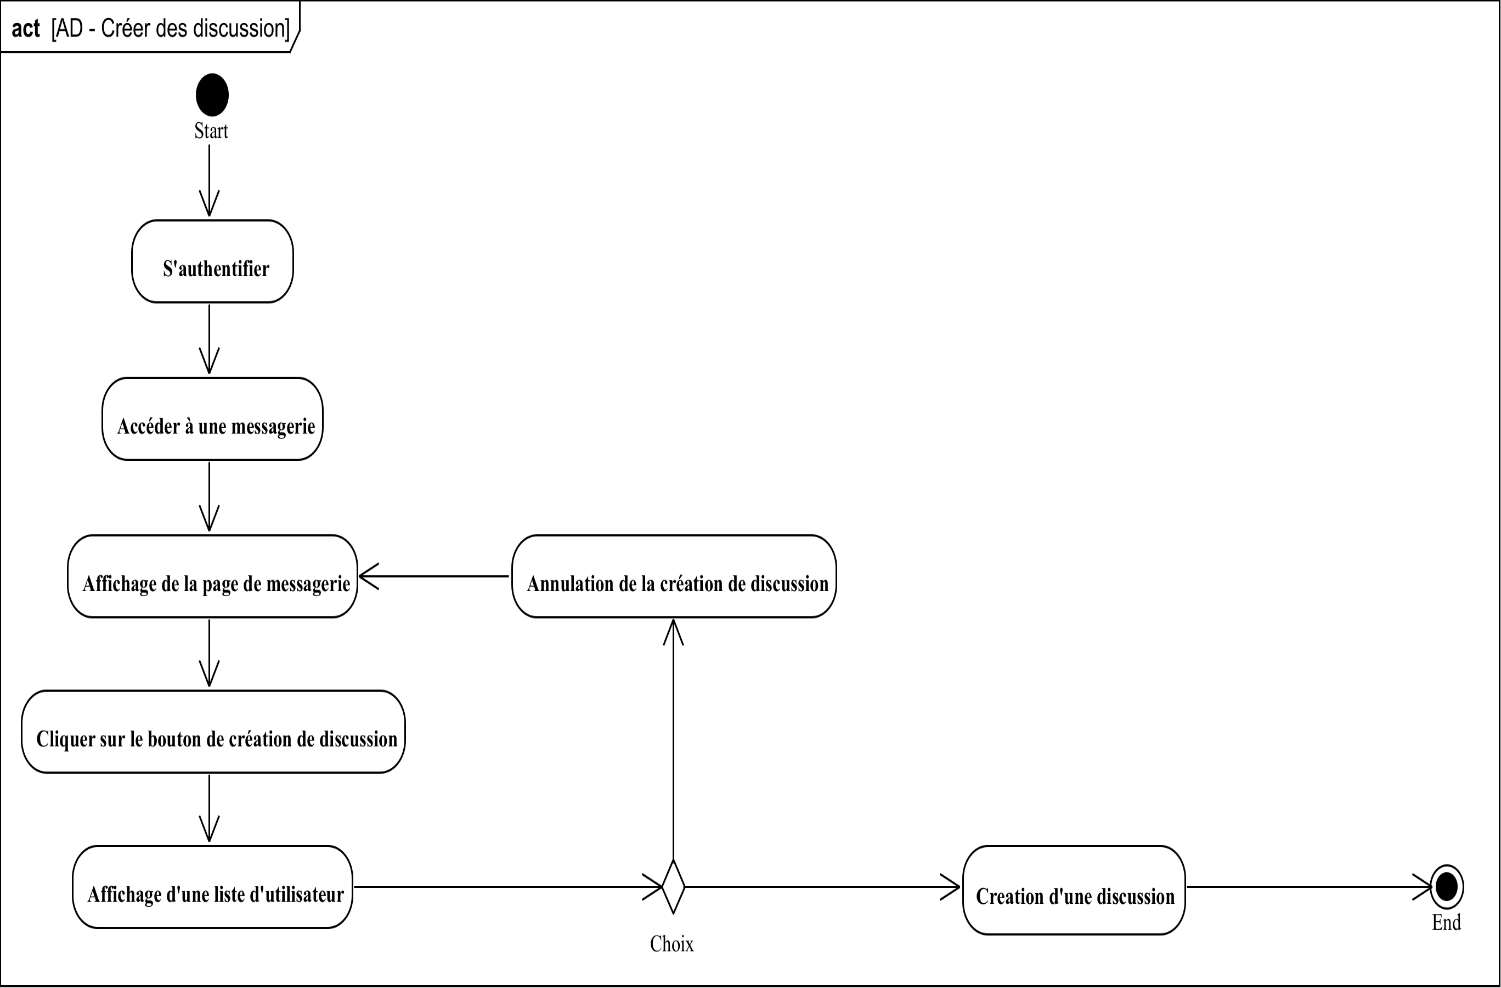 act [AD - Créer des discussion]
Start
S'authentifier
Accéder à une messagerie
Affichage de la page de messagerie
Annulation de la création de discussion
Cliquer sur le bouton de création de discussion
Affichage d'une liste d'utilisateur
Choix
Creation d'une discussion
End